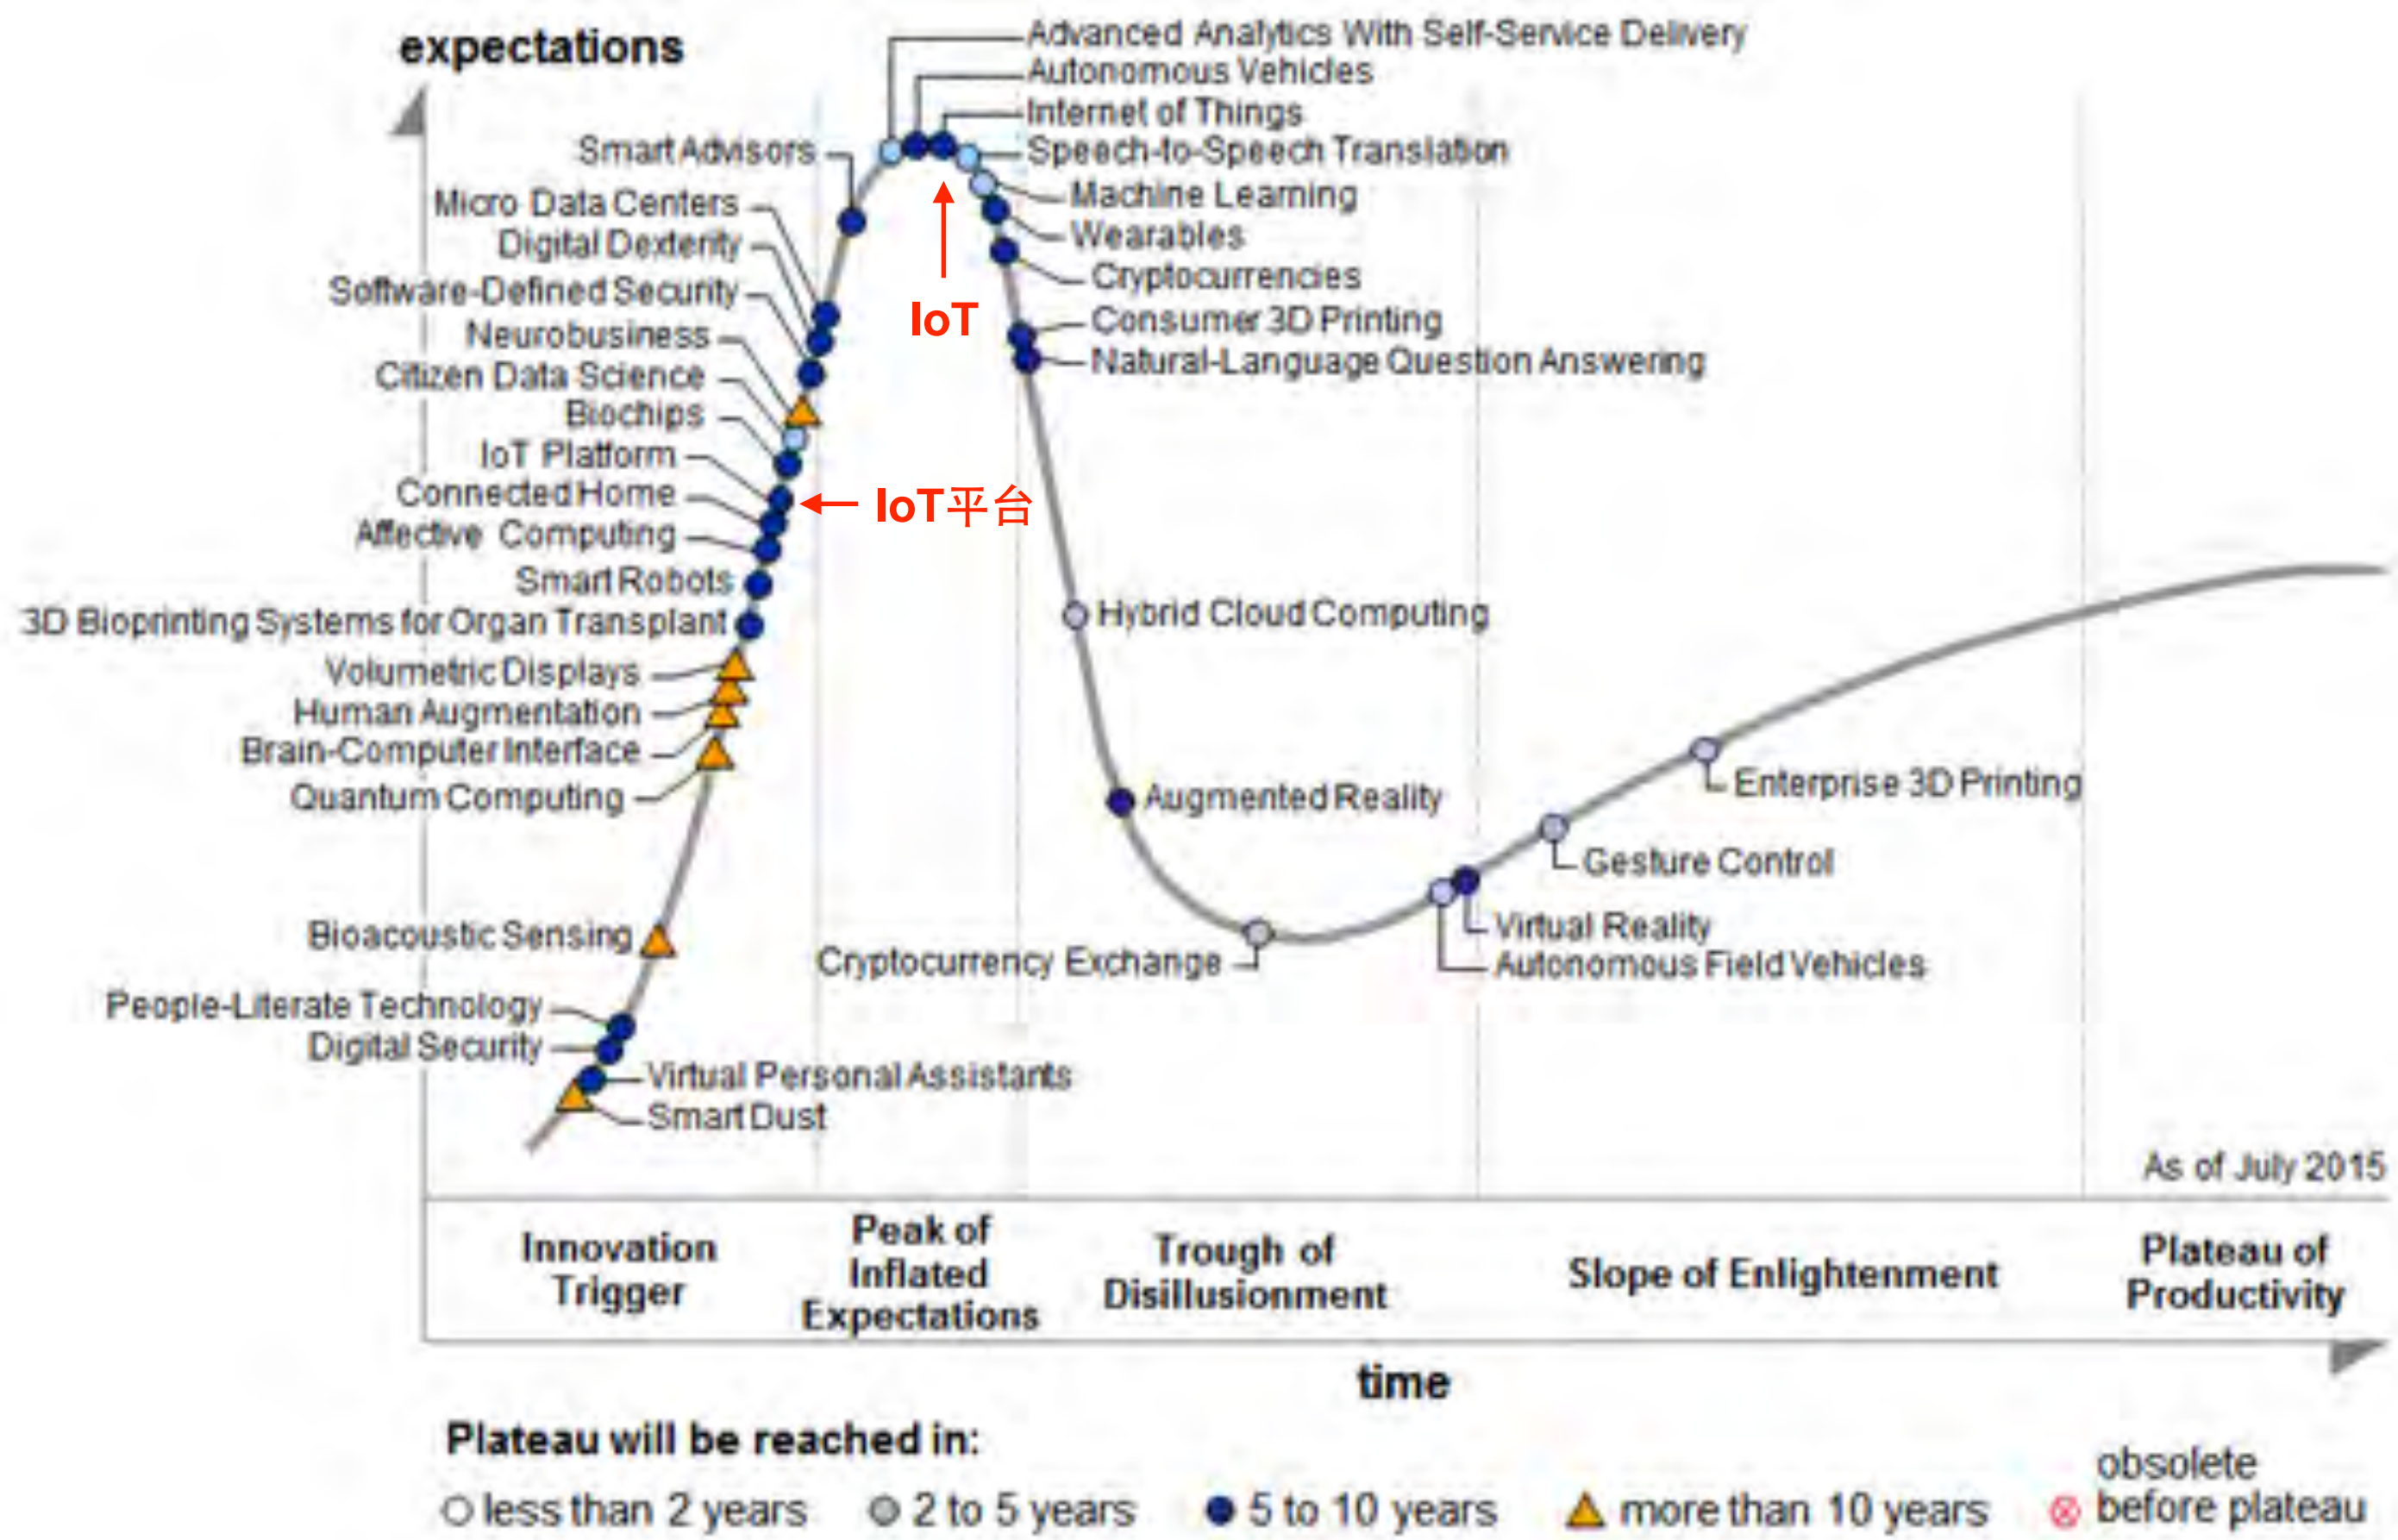 expectations
Advanced Analytics With Self-Service Delivery
Autonomous Vehicles
Internet of Things
Speech-to-Speech Translation
Machine Learning
Wearables
Cryptocurrencies
Consumer 3D Printing
Natural-Language Question Answering
Smart Advisors
Micro Data Centers
Digital Dexterity
Software-Defined Security
Neurobusiness
Citizen Data Science
Biochips
IoT Platform
Connected Home
Affective Computing
Smart Robots
3D Bioprinting Systems for Organ Transplant
Volumetric Displays
Human Augmentation
Brain-Computer Interface
Quantum Computing
Bioacoustic Sensing
People-Literate Technology
Digital Security
Virtual Personal Assistants
Smart Dust
IoT
IoT平台
Hybrid Cloud Computing
Augmented Reality
Cryptocurrency Exchange
Enterprise 3D Printing
Gesture Control
Virtual Reality
Autonomous Field Vehicles
As of July 2015
Innovation
Trigger
Peak of
Inflated
Expectations
Trough of
Disillusionment
Slope of Enlightenment
Plateau of
Productivity
time
Plateau will be reached in:
less than 2 years
2 to 5 years
5 to 10 years
more than 10 years
obsolete
before plateau